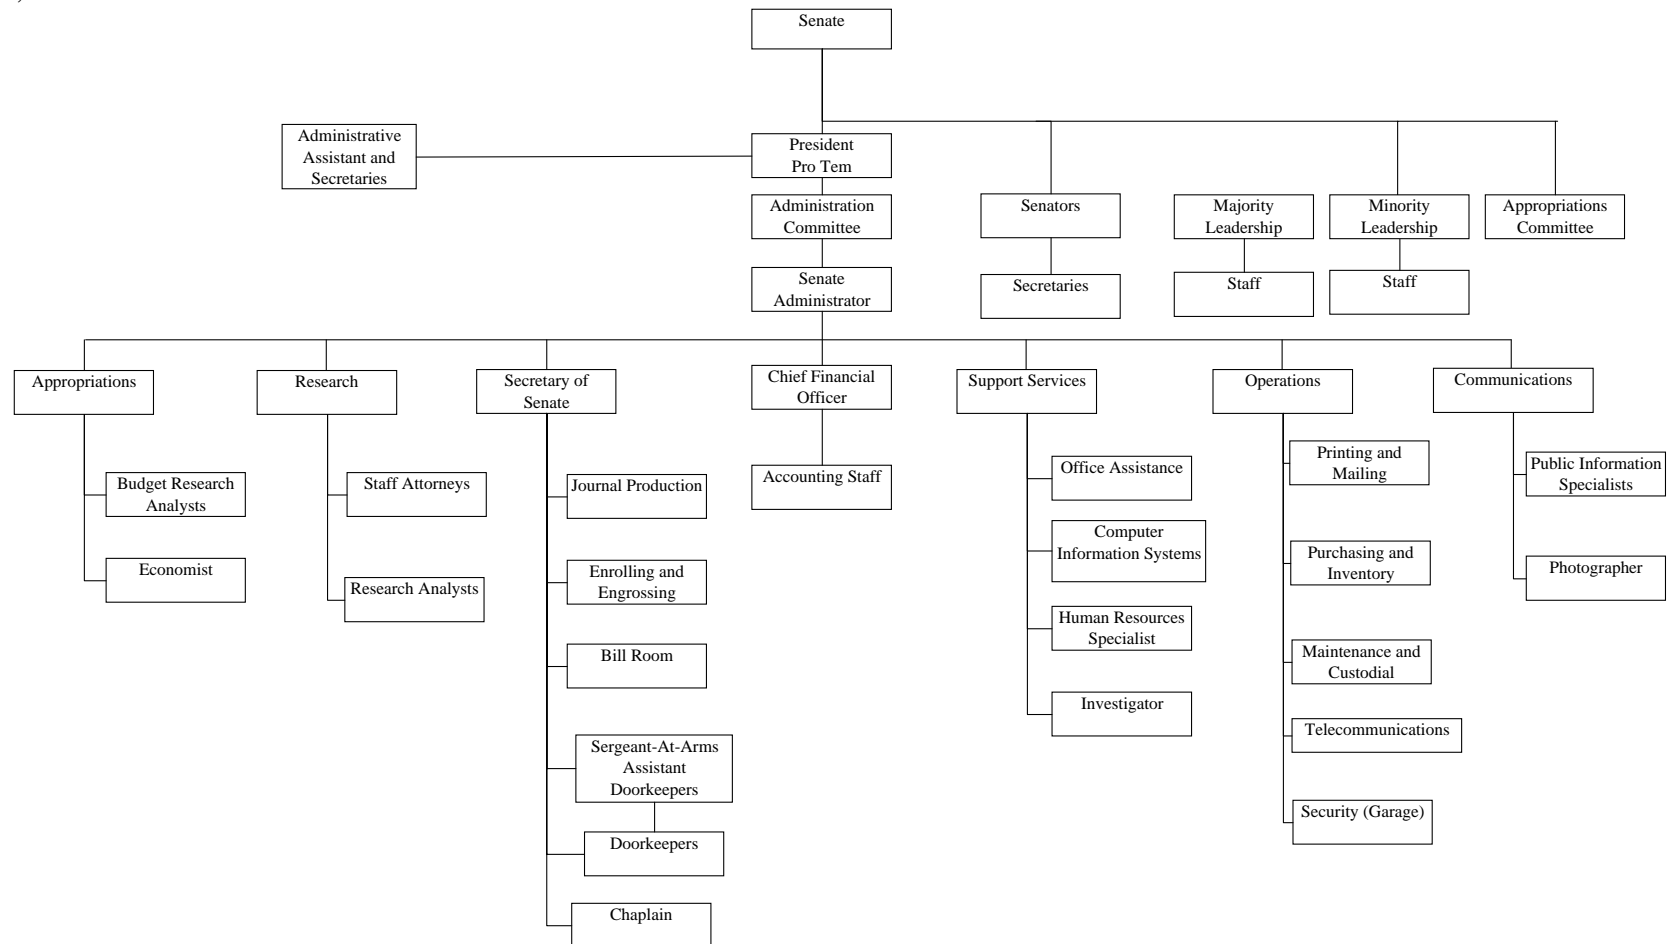 Senate
Administrative
Assistant and
Secretaries
President
Pro Tem
Administration
Committee
Senators
Majority
Leadership
Minority
Leadership
Appropriations
Committee
Senate
Administrator
Secretaries
Staff
Staff
Appropriations
Research
Secretary of
Senate
Chief Financial
Officer
Support Services
Operations
Communications
Budget Research
Analysts
Economist
Staff Attorneys
Research Analysts
Journal Production
Enrolling and
Engrossing
Bill Room
Sergeant-At-Arms
Assistant
Doorkeepers
Doorkeepers
Chaplain
Accounting Staff
Office Assistance
Computer
Information Systems
Human Resources
Specialist
Investigator
Printing and
Mailing
Purchasing and
Inventory
Maintenance and
Custodial
Telecommunications
Security (Garage)
Public Information
Specialists
Photographer